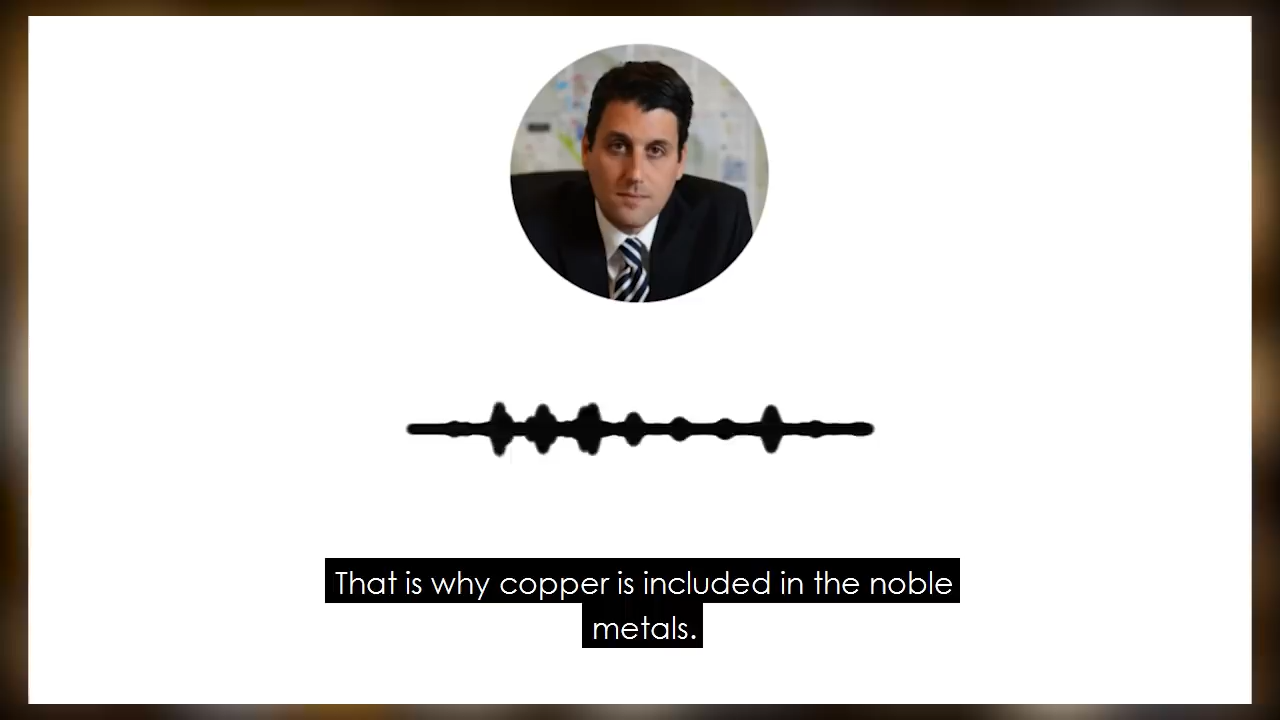 That is why copper is included in the noble
metals.